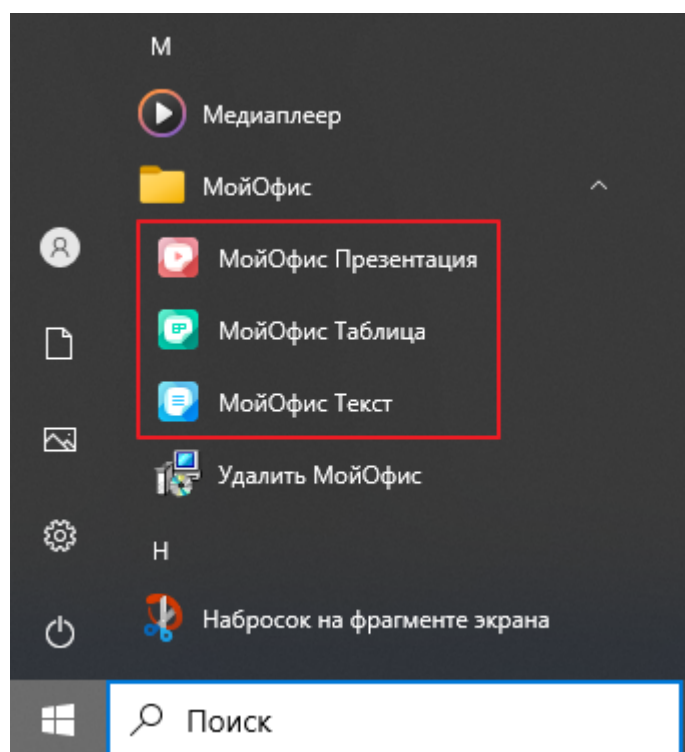 М
Медиаплеер
МойОфис
МойОфис Презентация
МойОфис Таблица
МойОфис Текст
Удалить МойОфис
Н
Набросок на фрагменте экрана
Поиск